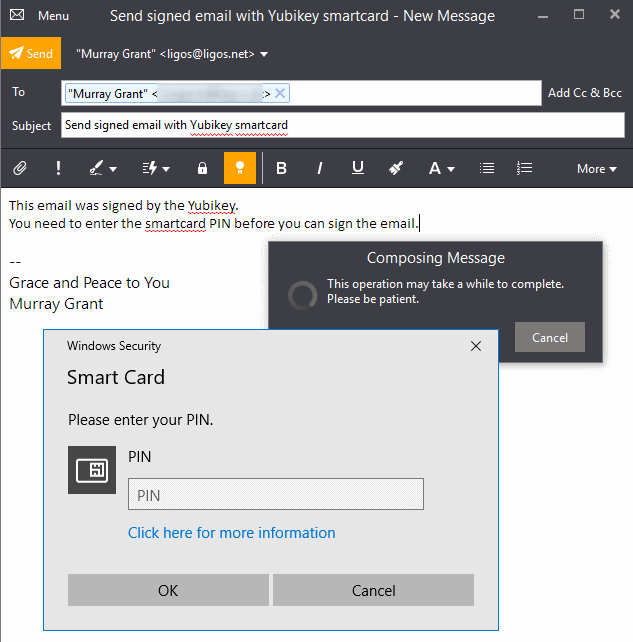 Menu Send signed email with Yubikey smartcard - New Message
Send "Murray Grant" <ligos@ligos.net>
To "Murray Grant" < > Add Cc & Bcc
Subject Send signed email with Yubikey smartcard
B I U A More
This email was signed by the Yubikey.
You need to enter the smartcard PIN before you can sign the email.
--
Grace and Peace to You
Murray Grant
Composing Message
This operation may take a while to complete.
Please be patient.
Cancel
Windows Security
Smart Card
Please enter your PIN.
PIN
PIN
Click here for more information
OK Cancel